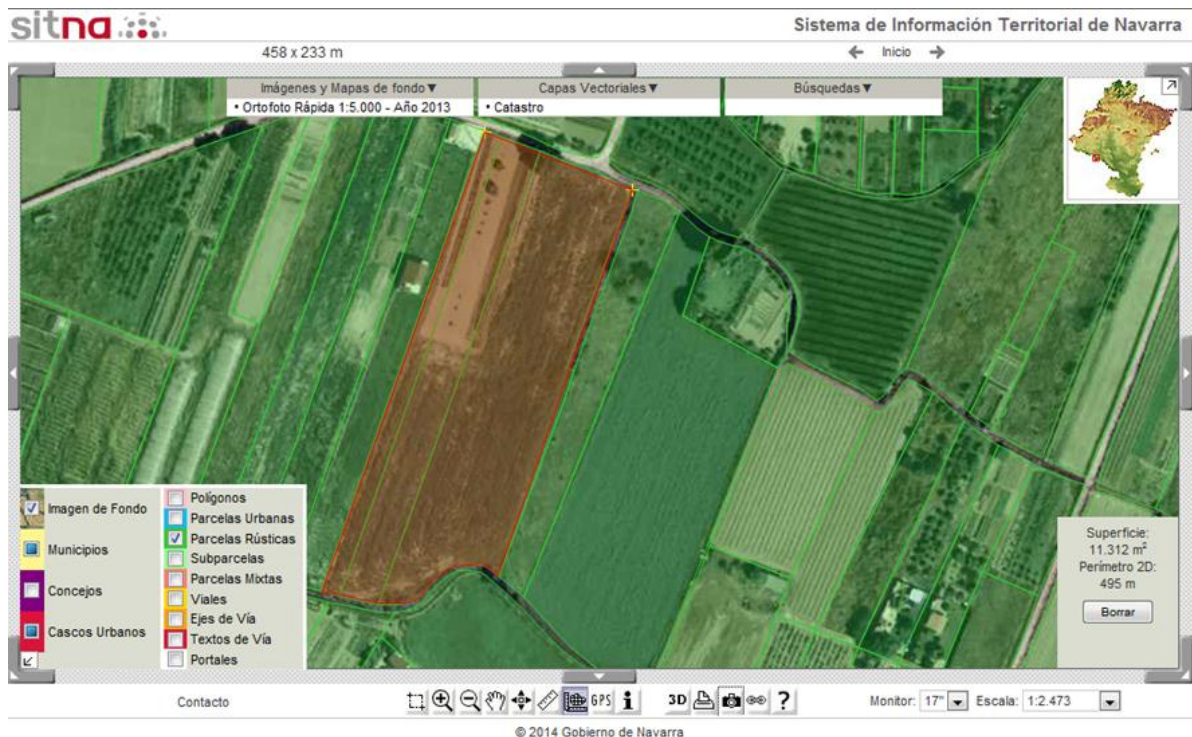 sitna
Sistema de Información Territorial de Navarra
458 x 233 m
Inicio
Imágenes y Mapas de fondo ▼
Capas Vectoriales ▼
Búsquedas ▼
• Ortofoto Rápida 1:5.000 - Año 2013
• Catastro
Imagen de Fondo
Municipios
Concejos
Cascos Urbanos
Polígonos
Parcelas Urbanas
Parcelas Rústicas
Subparcelas
Parcelas Mixtas
Viales
Ejes de Vía
Textos de Vía
Portales
Superficie:
11.312 m²
Perímetro 2D:
495 m
Borrar
Contacto
GPS
i
3D
?
Monitor: 17"
Escala: 1:2.473
© 2014 Gobierno de Navarra